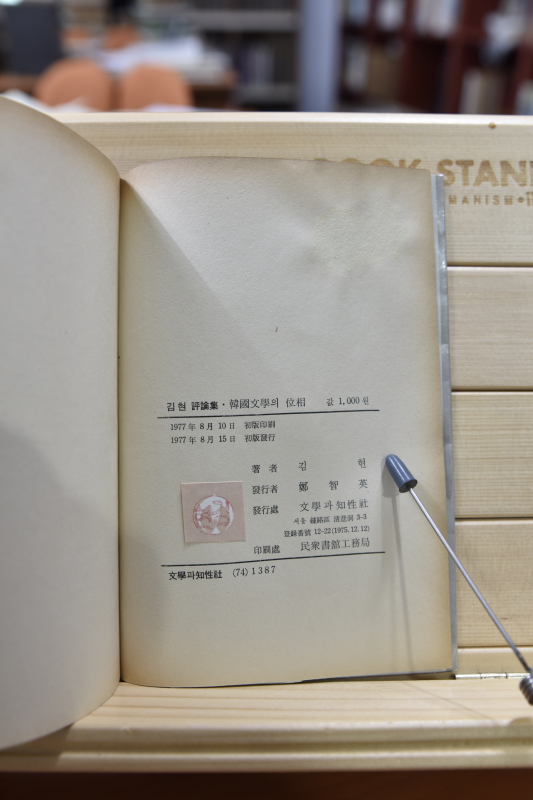 BOOK STAN
MANISM
김현 評論集·韓國文學의 位相 값 1,000원
1977年 8月 10日 初版印刷
1977年 8月 15日 初版發行
著者 김현
發行者 鄭智英
發行處 文學과知性社
서울 鍾路區 淸進洞 3-3
登錄番號 12-22(1975.12.12)
印刷處 民衆書館工務局
文學과知性社 (74)1387